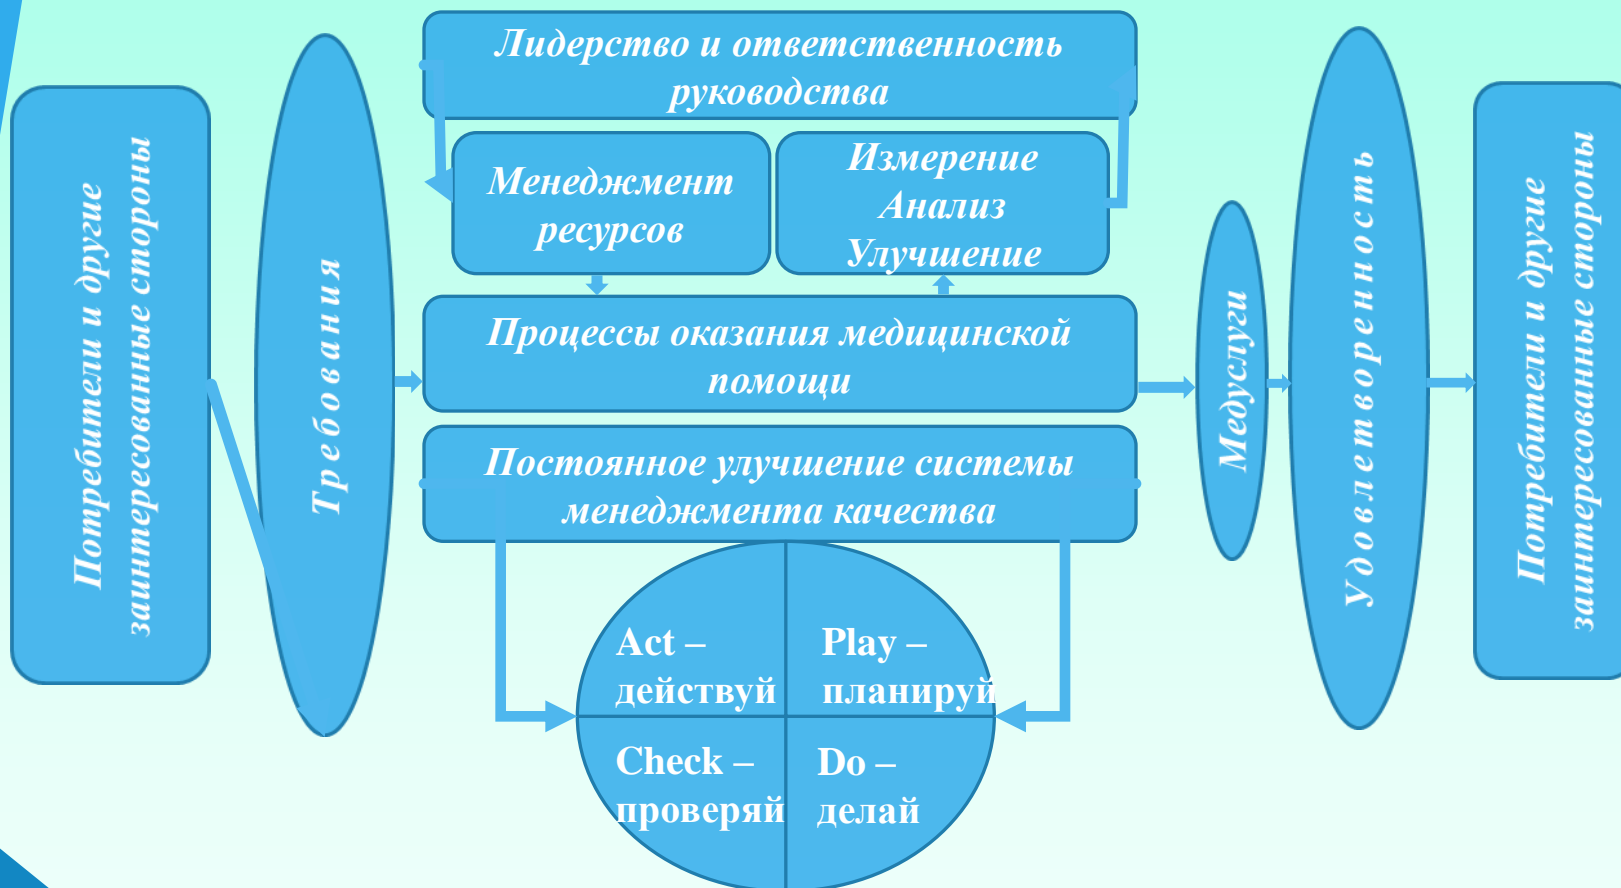 Потребители и другие
заинтересованные стороны
Требования
Лидерство и ответственность
руководства
Менеджмент
ресурсов
Измерение
Анализ
Улучшение
Процессы оказания медицинской
помощи
Постоянное улучшение системы
менеджмента качества
Act –
действуй
Play –
планируй
Check –
проверяй
Do –
делай
Медуслуги
Удовлетворенность
Потребители и другие
заинтересованные стороны